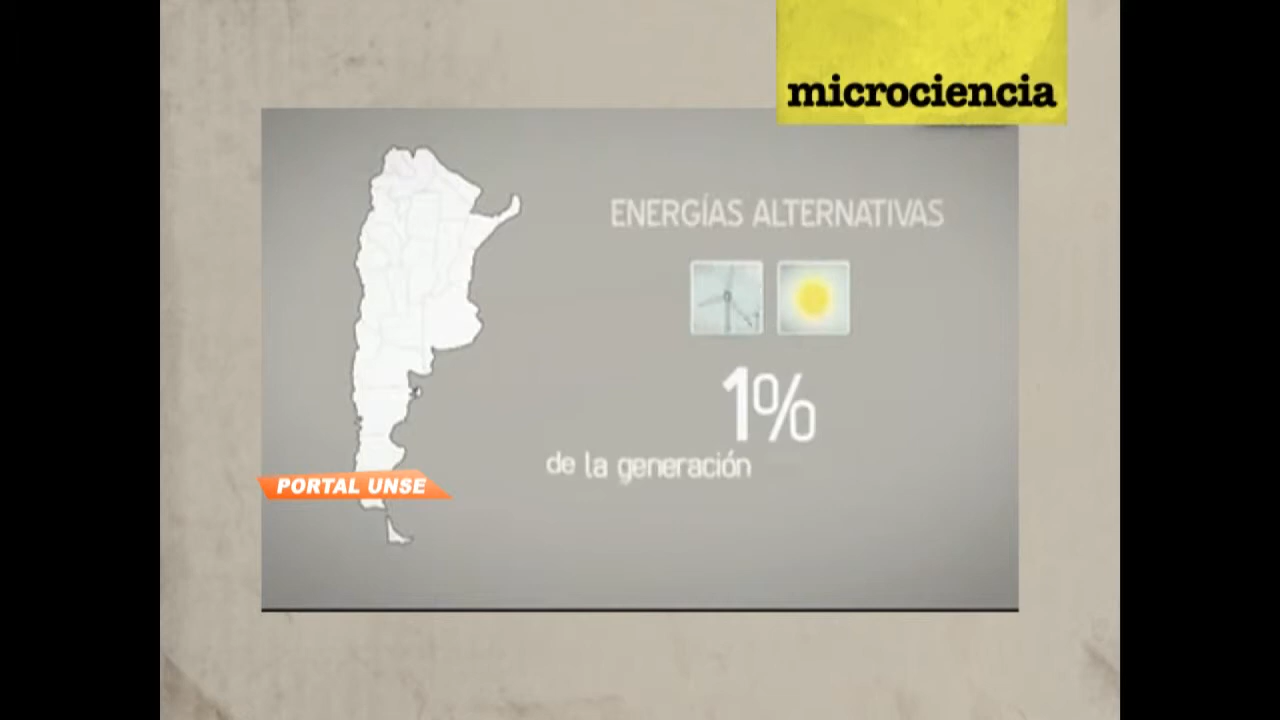 microciencia
ENERGÍAS ALTERNATIVAS
1%
de la generación
PORTAL UNSE